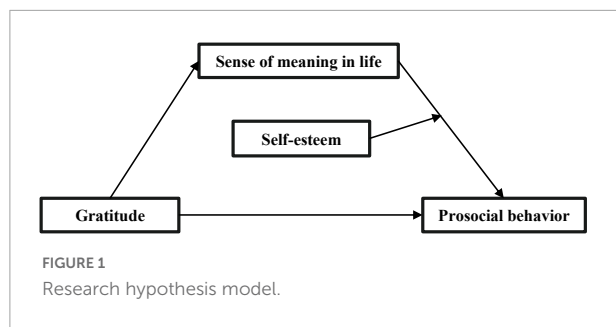 Sense of meaning in life
Self-esteem
Gratitude
Prosocial behavior
FIGURE 1
Research hypothesis model.